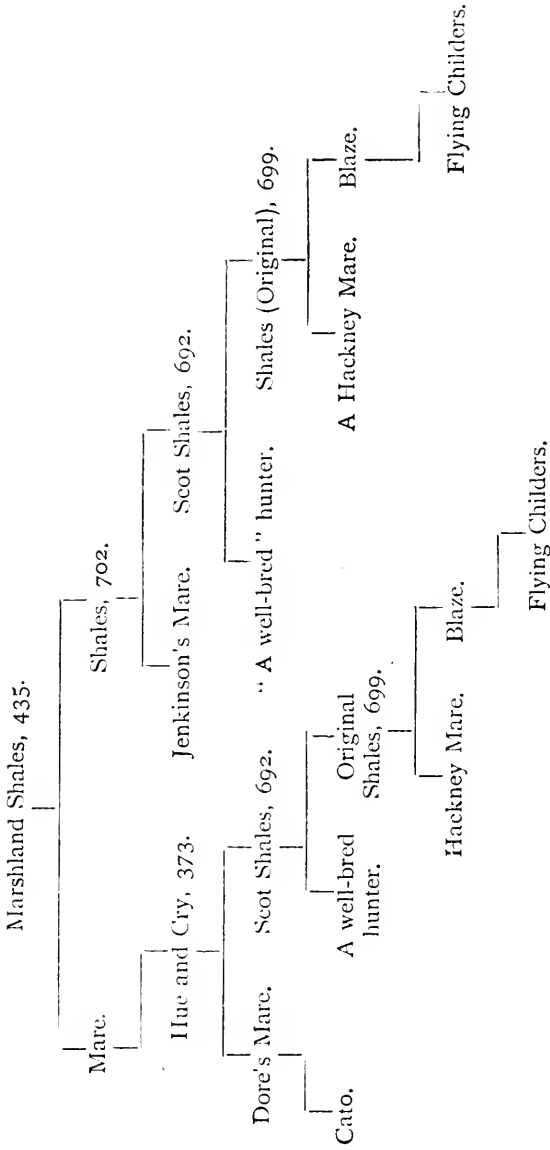 Marshland Shales, 435.
Mare.
Shales, 702.
Hue and Cry, 373.
Jenkinson's Mare.
Scot Shales, 692.
Dore's Mare.
Scot Shales, 692.
" A well-bred " hunter.
Shales (Original), 699.
Cato.
A well-bred
hunter.
Original
Shales, 699.
A Hackney Mare.
Blaze.
Hackney Mare.
Blaze.
Flying Childers.
Flying Childers.